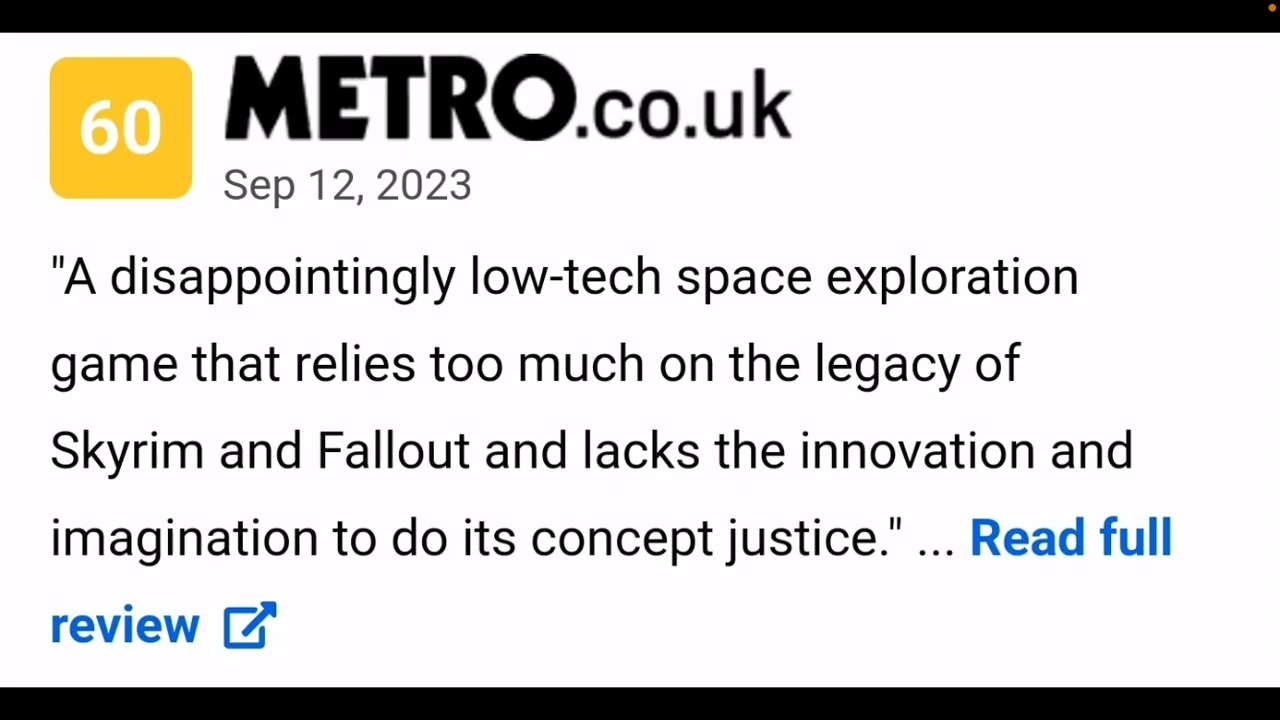 60
METRO.co.uk
Sep 12, 2023
"A disappointingly low-tech space exploration
game that relies too much on the legacy of
Skyrim and Fallout and lacks the innovation and
imagination to do its concept justice." ... Read full
review